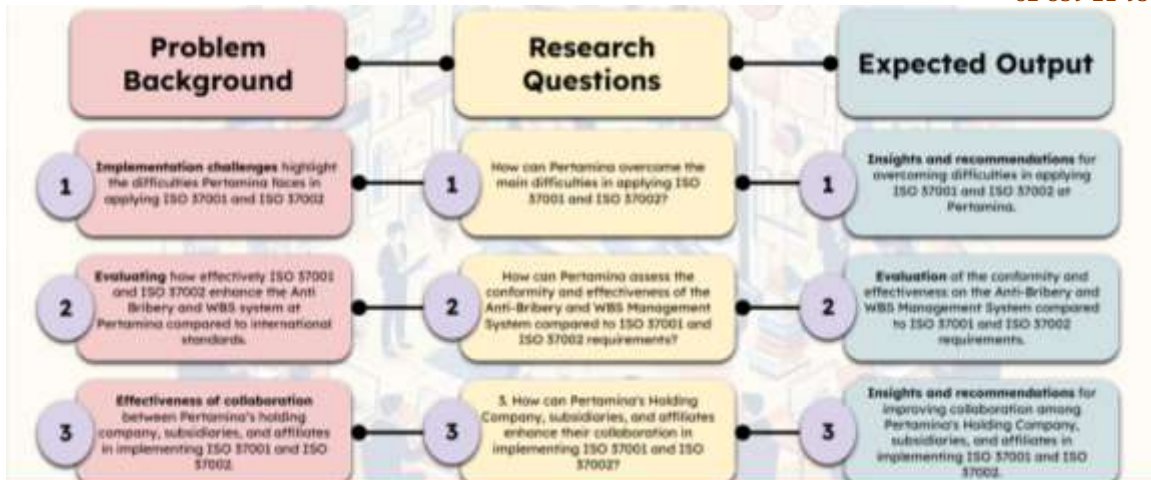 Problem
Background
Research
Questions
Expected Output
1
Implementation challenges highlight
the difficulties Pertamina faces in
applying ISO 37001 and ISO 37002
1
How can Pertamina overcome the
main difficulties in applying ISO
37001 and ISO 37002?
1
Insights and recommendations for
overcoming difficulties in applying
ISO 37001 and ISO 37002 at
Pertamina.
2
Evaluating how effectively ISO 37001
and ISO 37002 enhance the Anti
Bribery and WBS system at
Pertamina compared to international
standards.
2
How can Pertamina assess the
conformity and effectiveness of the
Anti-Bribery and WBS Management
System compared to ISO 37001 and
ISO 37002 requirements?
2
Evaluation of the conformity and
effectiveness on the Anti-Bribery and
WBS Management System compared
to ISO 37001 and ISO 37002
requirements.
3
Effectiveness of collaboration
between Pertamina's holding
company, subsidiaries, and affiliates
in implementing ISO 37001 and ISO
37002.
3
3. How can Pertamina's Holding
Company, subsidiaries, and affiliates
enhance their collaboration in
implementing ISO 37001 and ISO
37002?
3
Insights and recommendations for
improving collaboration among
Pertamina's Holding Company,
subsidiaries, and affiliates in
implementing ISO 37001 and ISO
37002.